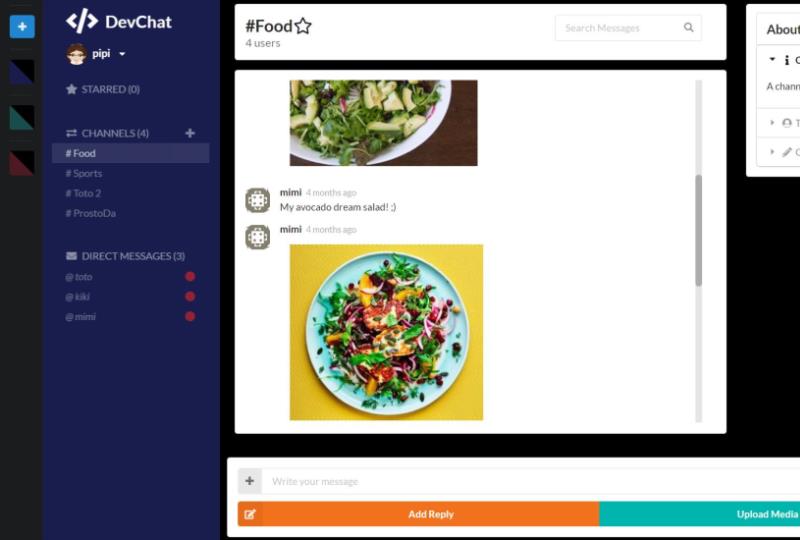 DevChat
pipi
STARRED (0)
CHANNELS (4)
# Food
# Sports
# Toto 2
# ProstoDa
DIRECT MESSAGES (3)
@ toto
@ kiki
@ mimi
#Food
4 users
Search Messages
mimi 4 months ago
My avocado dream salad! ;)
mimi 4 months ago
Write your message
Add Reply
Upload Media
About
A chann